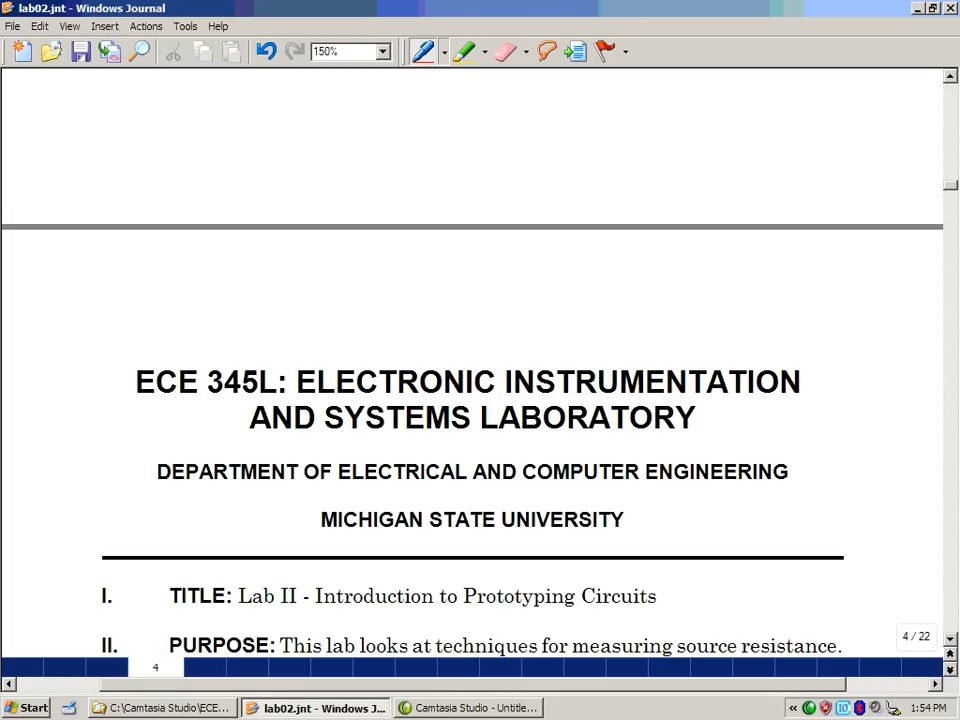 lab02.jnt - Windows Journal
File Edit View Insert Actions Tools Help
150%
ECE 345L: ELECTRONIC INSTRUMENTATION
AND SYSTEMS LABORATORY
DEPARTMENT OF ELECTRICAL AND COMPUTER ENGINEERING
MICHIGAN STATE UNIVERSITY
I. TITLE: Lab II - Introduction to Prototyping Circuits
II. PURPOSE: This lab looks at techniques for measuring source resistance.
4 / 22
4
Start C:\Camtasia Studio\ECE... lab02.jnt - Windows J... Camtasia Studio - Untitle... « 1:54 PM